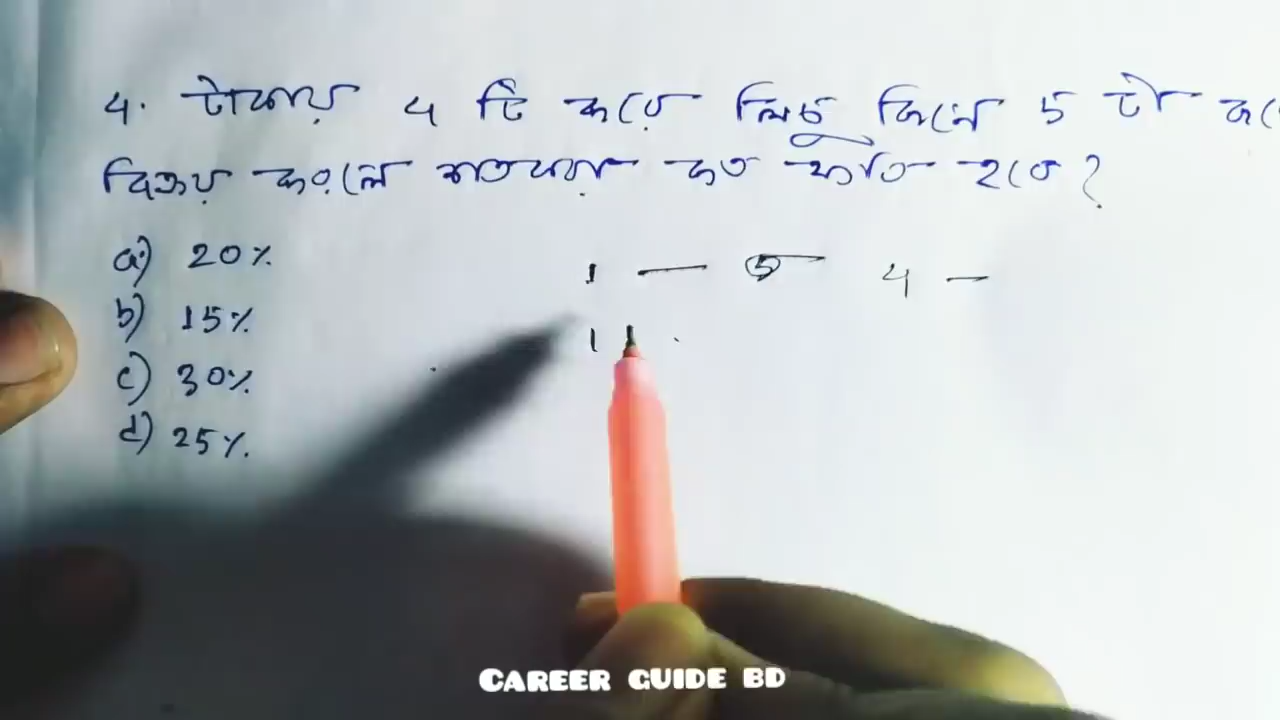 4. টাকায় 4 টি করে লিচু কিনে 5 টি করে
বিক্রয় করলে শতকরা কত ক্ষতি হবে?
a) 20%
b) 15%
c) 30%
d) 25%
1 — 5 — 4 —
1
CAREER GUIDE BD